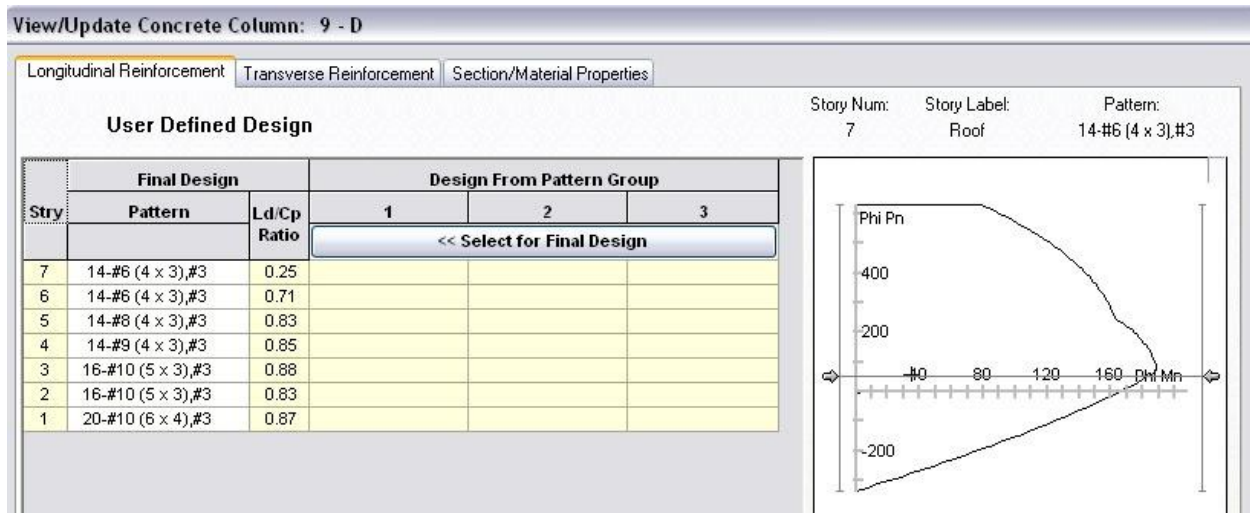 View/Update Concrete Column: 9 - D
Longitudinal Reinforcement Transverse Reinforcement Section/Material Properties
User Defined Design
Story Num: Story Label: Pattern:
7 Roof 14-#6 (4 x 3),#3
Final Design Design From Pattern Group
Stry Pattern Ld/Cp Ratio 1 2 3
<< Select for Final Design
7 14-#6 (4 x 3),#3 0.25
6 14-#6 (4 x 3),#3 0.71
5 14-#8 (4 x 3),#3 0.83
4 14-#9 (4 x 3),#3 0.85
3 16-#10 (5 x 3),#3 0.88
2 16-#10 (5 x 3),#3 0.83
1 20-#10 (6 x 4),#3 0.87
Phi Pn
400
200
40 80 120 160 Phi Mn
-200